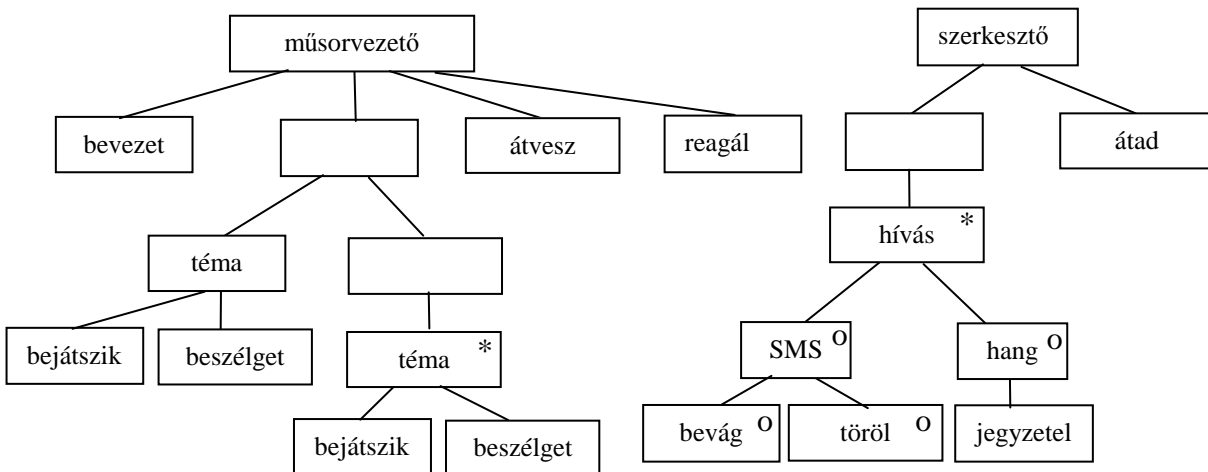 műsorvezető
szerkesztő
bevezet
átvesz
reagál
átad
hívás *
téma
bejátszik
beszélget
téma *
SMS O
hang O
bejátszik
beszélget
bevág O
töröl O
jegyzetel